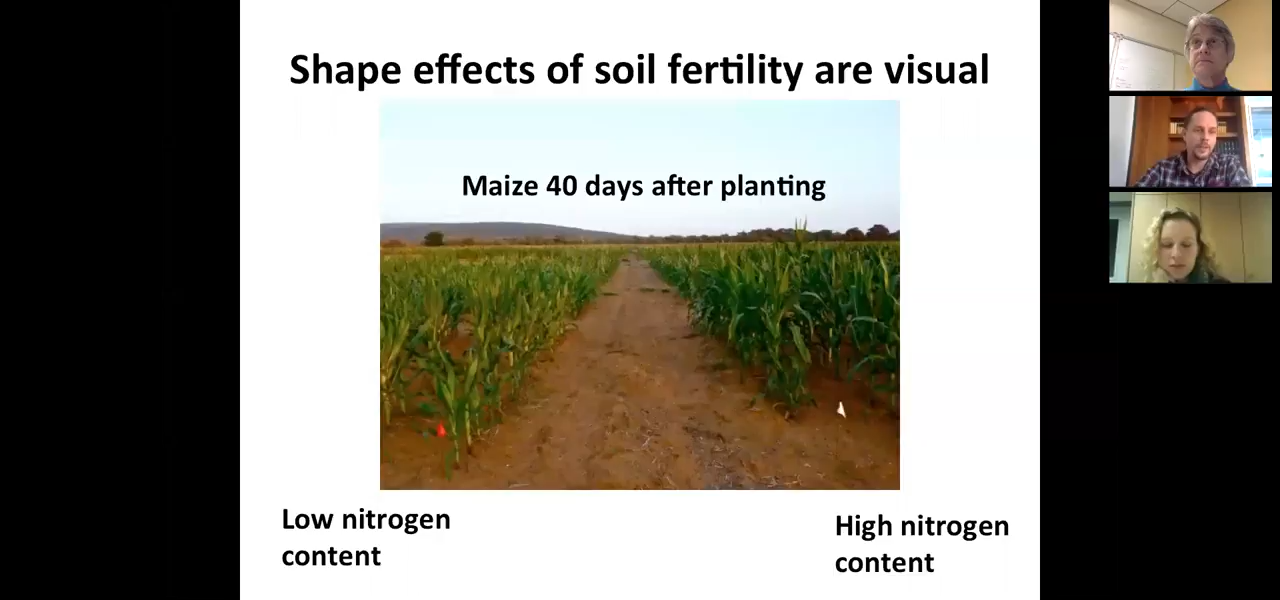 Shape effects of soil fertility are visual
Maize 40 days after planting
Low nitrogen
content
High nitrogen
content